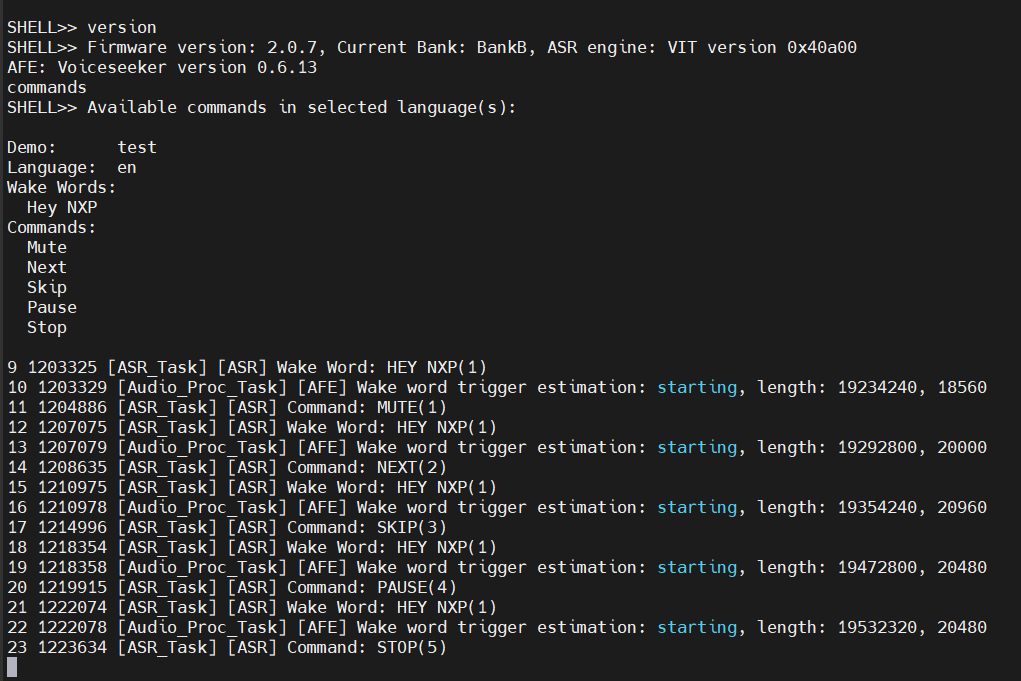 SHELL>> version
SHELL>> Firmware version: 2.0.7, Current Bank: BankB, ASR engine: VIT version 0x40a00
AFE: Voiceseeker version 0.6.13
commands
SHELL>> Available commands in selected language(s):
Demo: test
Language: en
Wake Words:
Hey NXP
Commands:
Mute
Next
Skip
Pause
Stop
9 1203325 [ASR_Task] [ASR] Wake Word: HEY NXP(1)
10 1203329 [Audio_Proc_Task] [AFE] Wake word trigger estimation: starting, length: 19234240, 18560
11 1204886 [ASR_Task] [ASR] Command: MUTE(1)
12 1207075 [ASR_Task] [ASR] Wake Word: HEY NXP(1)
13 1207079 [Audio_Proc_Task] [AFE] Wake word trigger estimation: starting, length: 19292800, 20000
14 1208635 [ASR_Task] [ASR] Command: NEXT(2)
15 1210975 [ASR_Task] [ASR] Wake Word: HEY NXP(1)
16 1210978 [Audio_Proc_Task] [AFE] Wake word trigger estimation: starting, length: 19354240, 20960
17 1214996 [ASR_Task] [ASR] Command: SKIP(3)
18 1218354 [ASR_Task] [ASR] Wake Word: HEY NXP(1)
19 1218358 [Audio_Proc_Task] [AFE] Wake word trigger estimation: starting, length: 19472800, 20480
20 1219915 [ASR_Task] [ASR] Command: PAUSE(4)
21 1222074 [ASR_Task] [ASR] Wake Word: HEY NXP(1)
22 1222078 [Audio_Proc_Task] [AFE] Wake word trigger estimation: starting, length: 19532320, 20480
23 1223634 [ASR_Task] [ASR] Command: STOP(5)